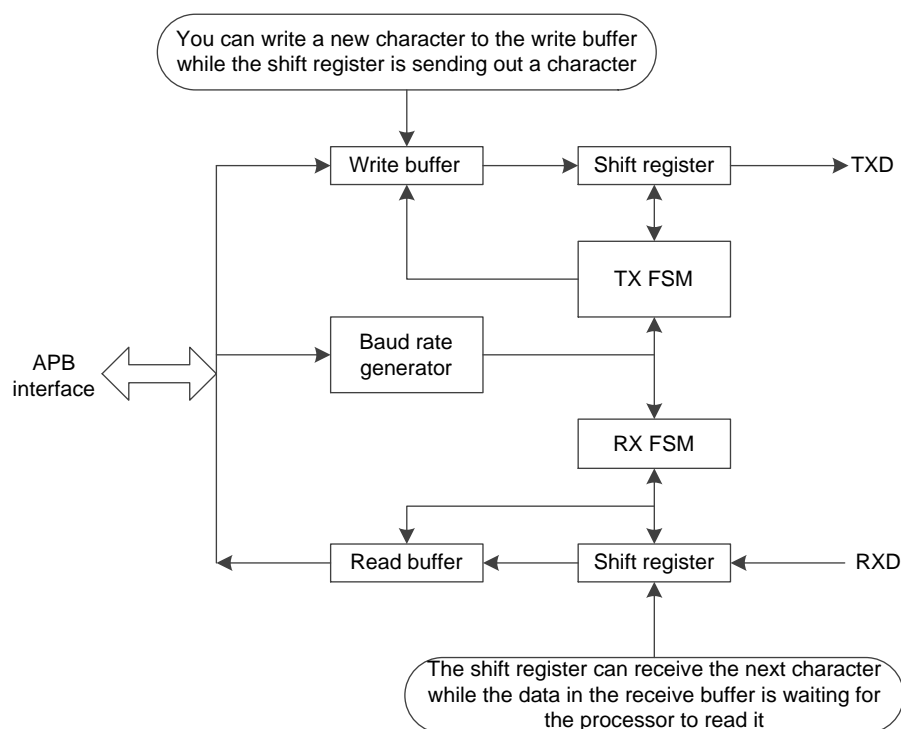 You can write a new character to the write buffer
while the shift register is sending out a character
Write buffer
Shift register
TXD
TX FSM
Baud rate
generator
APB
interface
RX FSM
Read buffer
Shift register
RXD
The shift register can receive the next character
while the data in the receive buffer is waiting for
the processor to read it